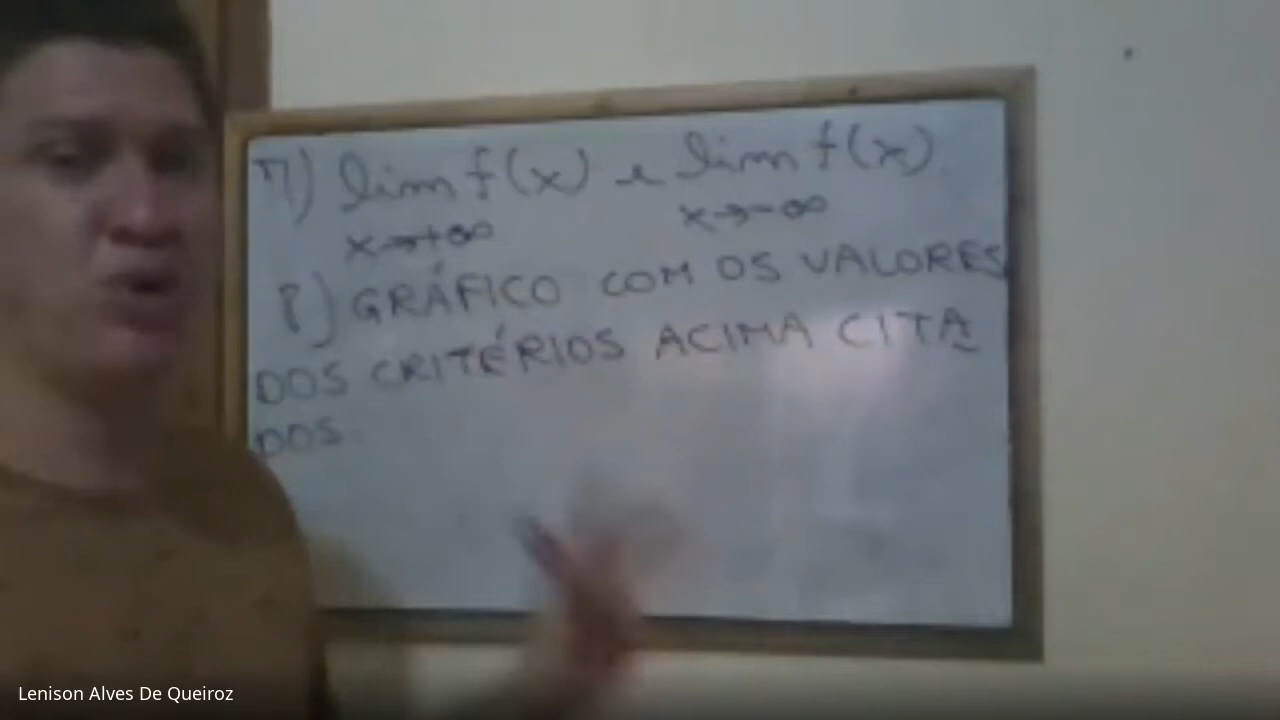 7) lim f(x) e lim f(x)
x→+∞ x→-∞
8) GRÁFICO COM OS VALORES
DOS CRITÉRIOS ACIMA CITA
DOS.
Lenison Alves De Queiroz